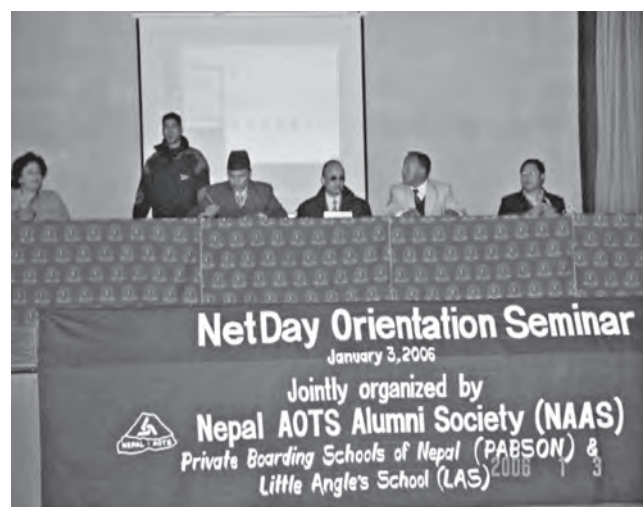 NetDay Orientation Seminar
January 3, 2006
Jointly organized by
Nepal AOTS Alumni Society (NAAS)
Private Boarding Schools of Nepal (PABSON) &
Little Angle's School (LAS)
NEPAL AOTS
2006 1 3